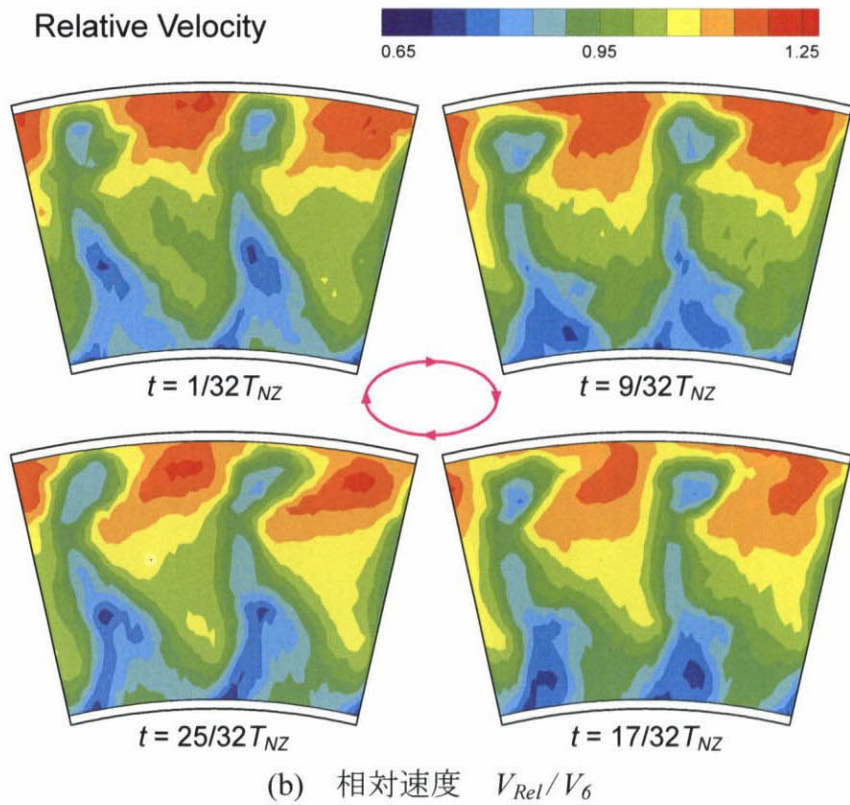 Relative Velocity
0.65 0.95 1.25
t = 1/32T_NZ
t = 9/32T_NZ
t = 25/32T_NZ
t = 17/32T_NZ
(b) 相対速度 V_Rel/V_6